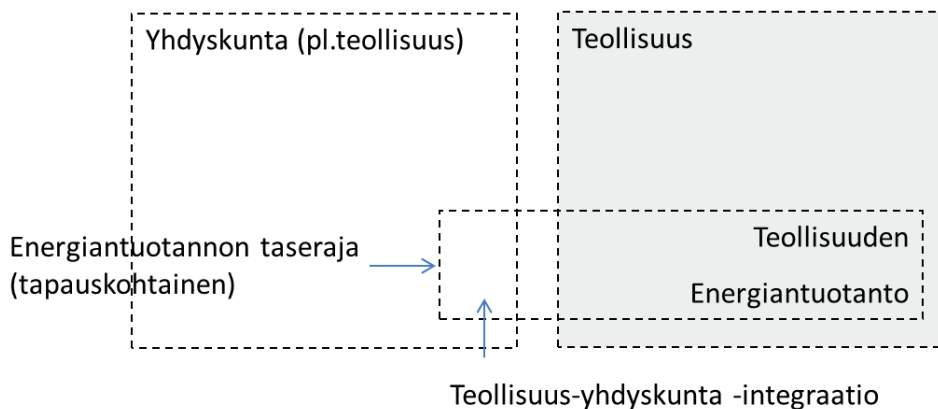 Yhdyskunta (pl.teollisuus)
Teollisuus
Energiantuotannon taseraja
(tapauskohtainen)
Teollisuuden
Energiantuotanto
Teollisuus-yhdyskunta -integraatio